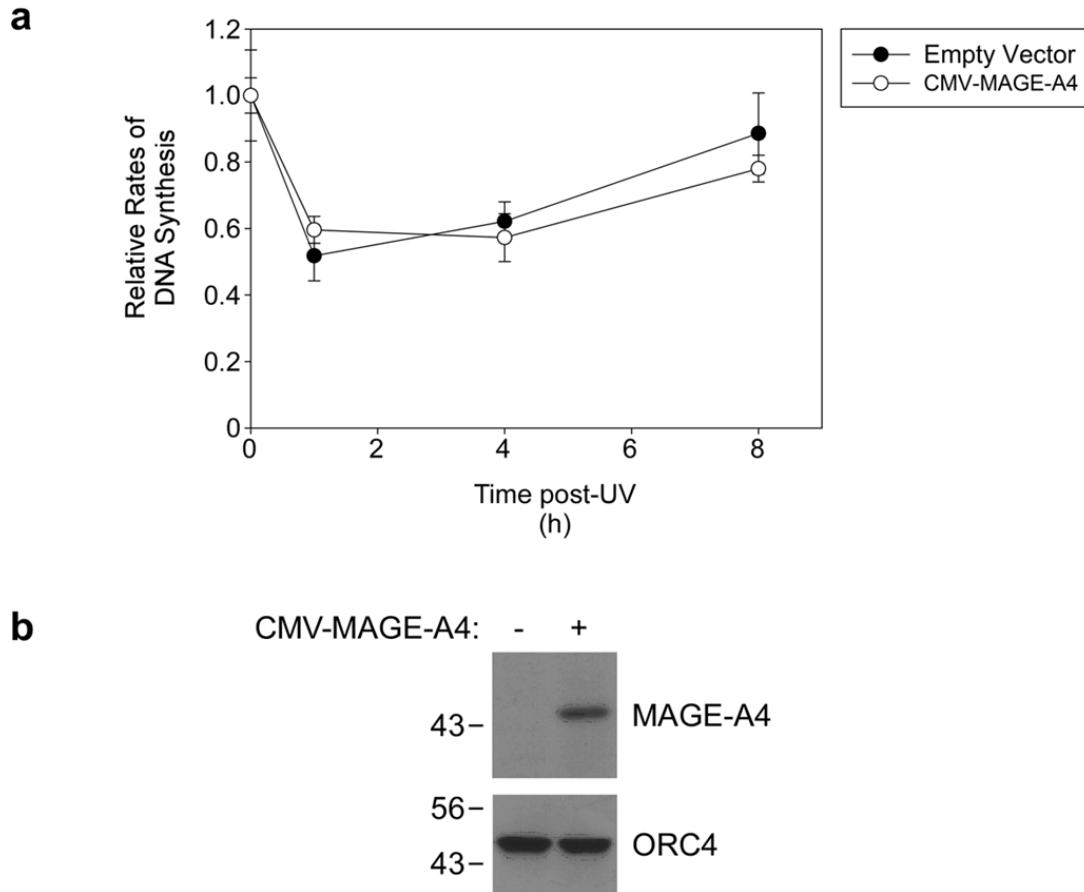 a
1.2
1.0
0.8
0.6
0.4
0.2
0
0 2 4 6 8
Relative Rates of
DNA Synthesis
Time post-UV
(h)
Empty Vector
CMV-MAGE-A4
b
CMV-MAGE-A4: - +
43–
MAGE-A4
56–
43–
ORC4